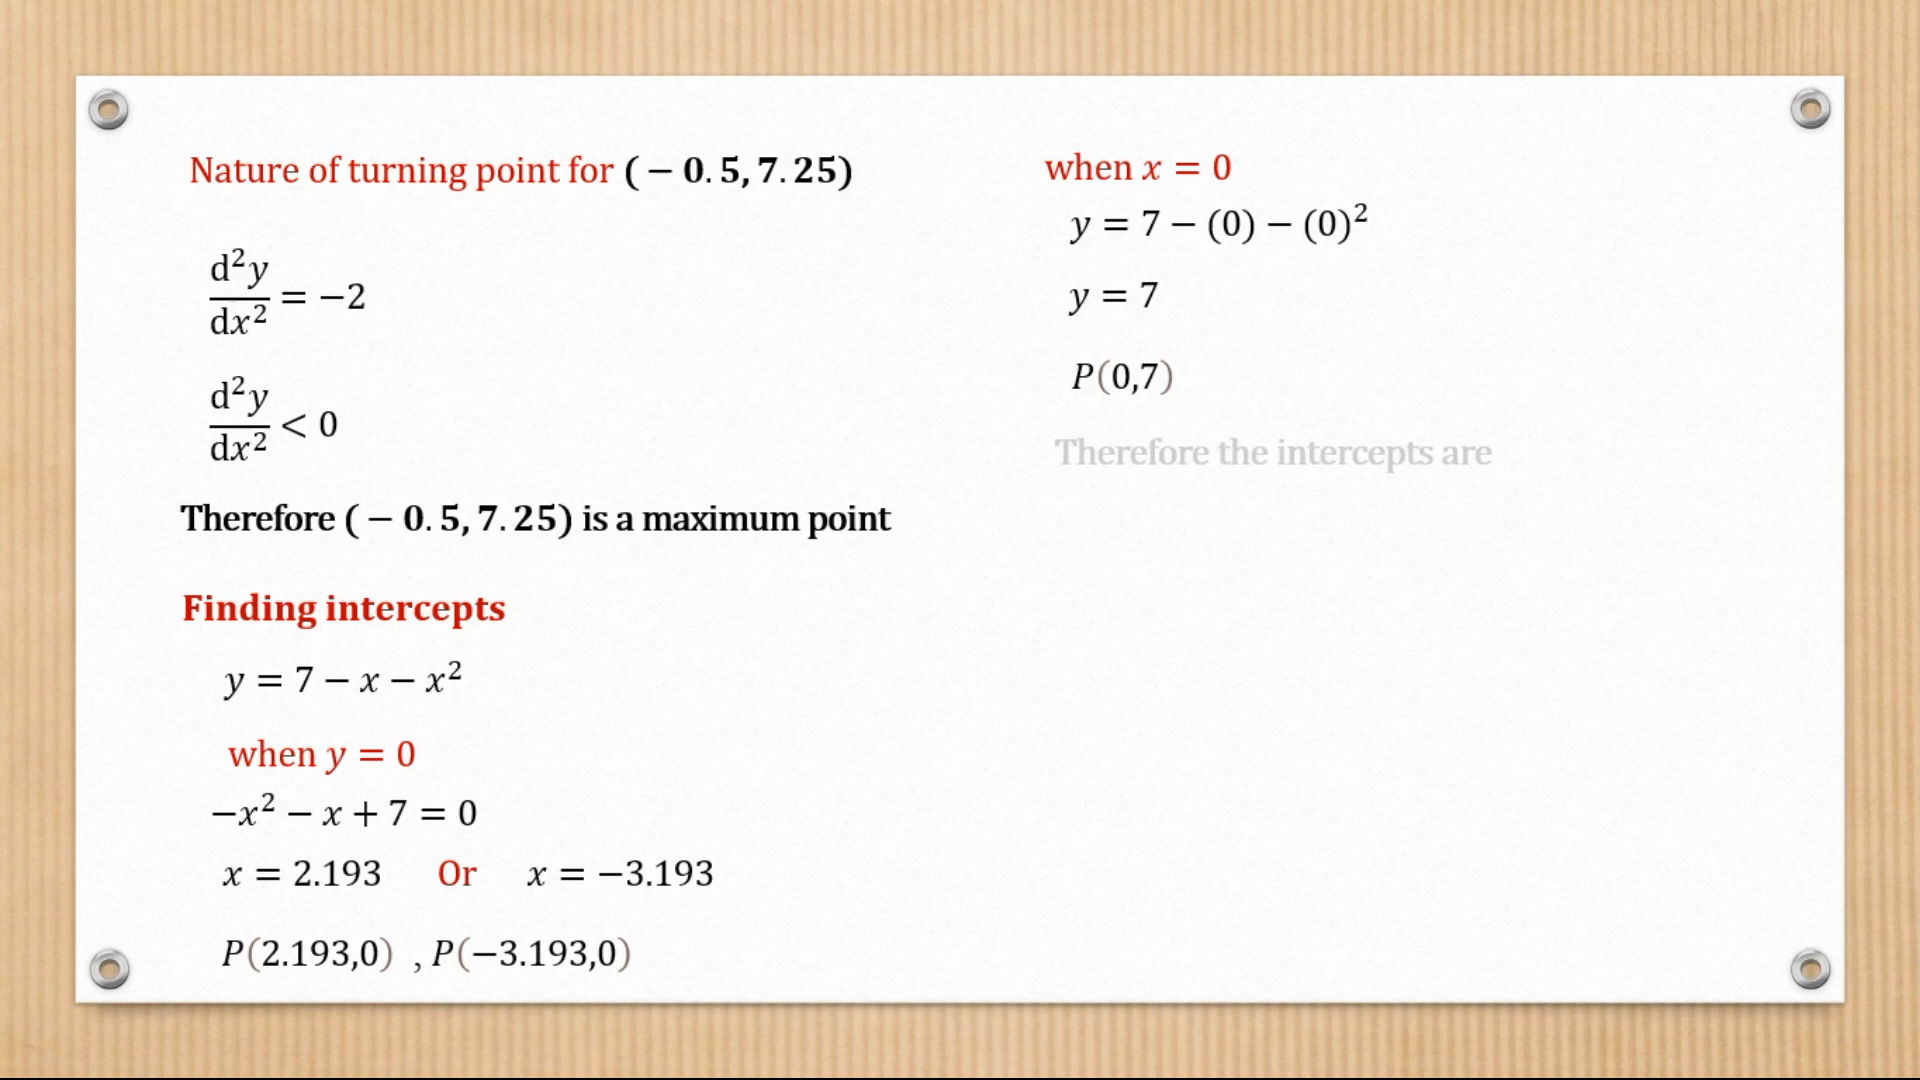 Nature of turning point for (−0.5, 7.25)
d²y/dx² = −2
d²y/dx² < 0
Therefore (−0.5, 7.25) is a maximum point
Finding intercepts
y = 7 − x − x²
when y = 0
−x² − x + 7 = 0
x = 2.193 Or x = −3.193
P(2.193,0) , P(−3.193,0)
when x = 0
y = 7 − (0) − (0)²
y = 7
P(0,7)
Therefore the intercepts are